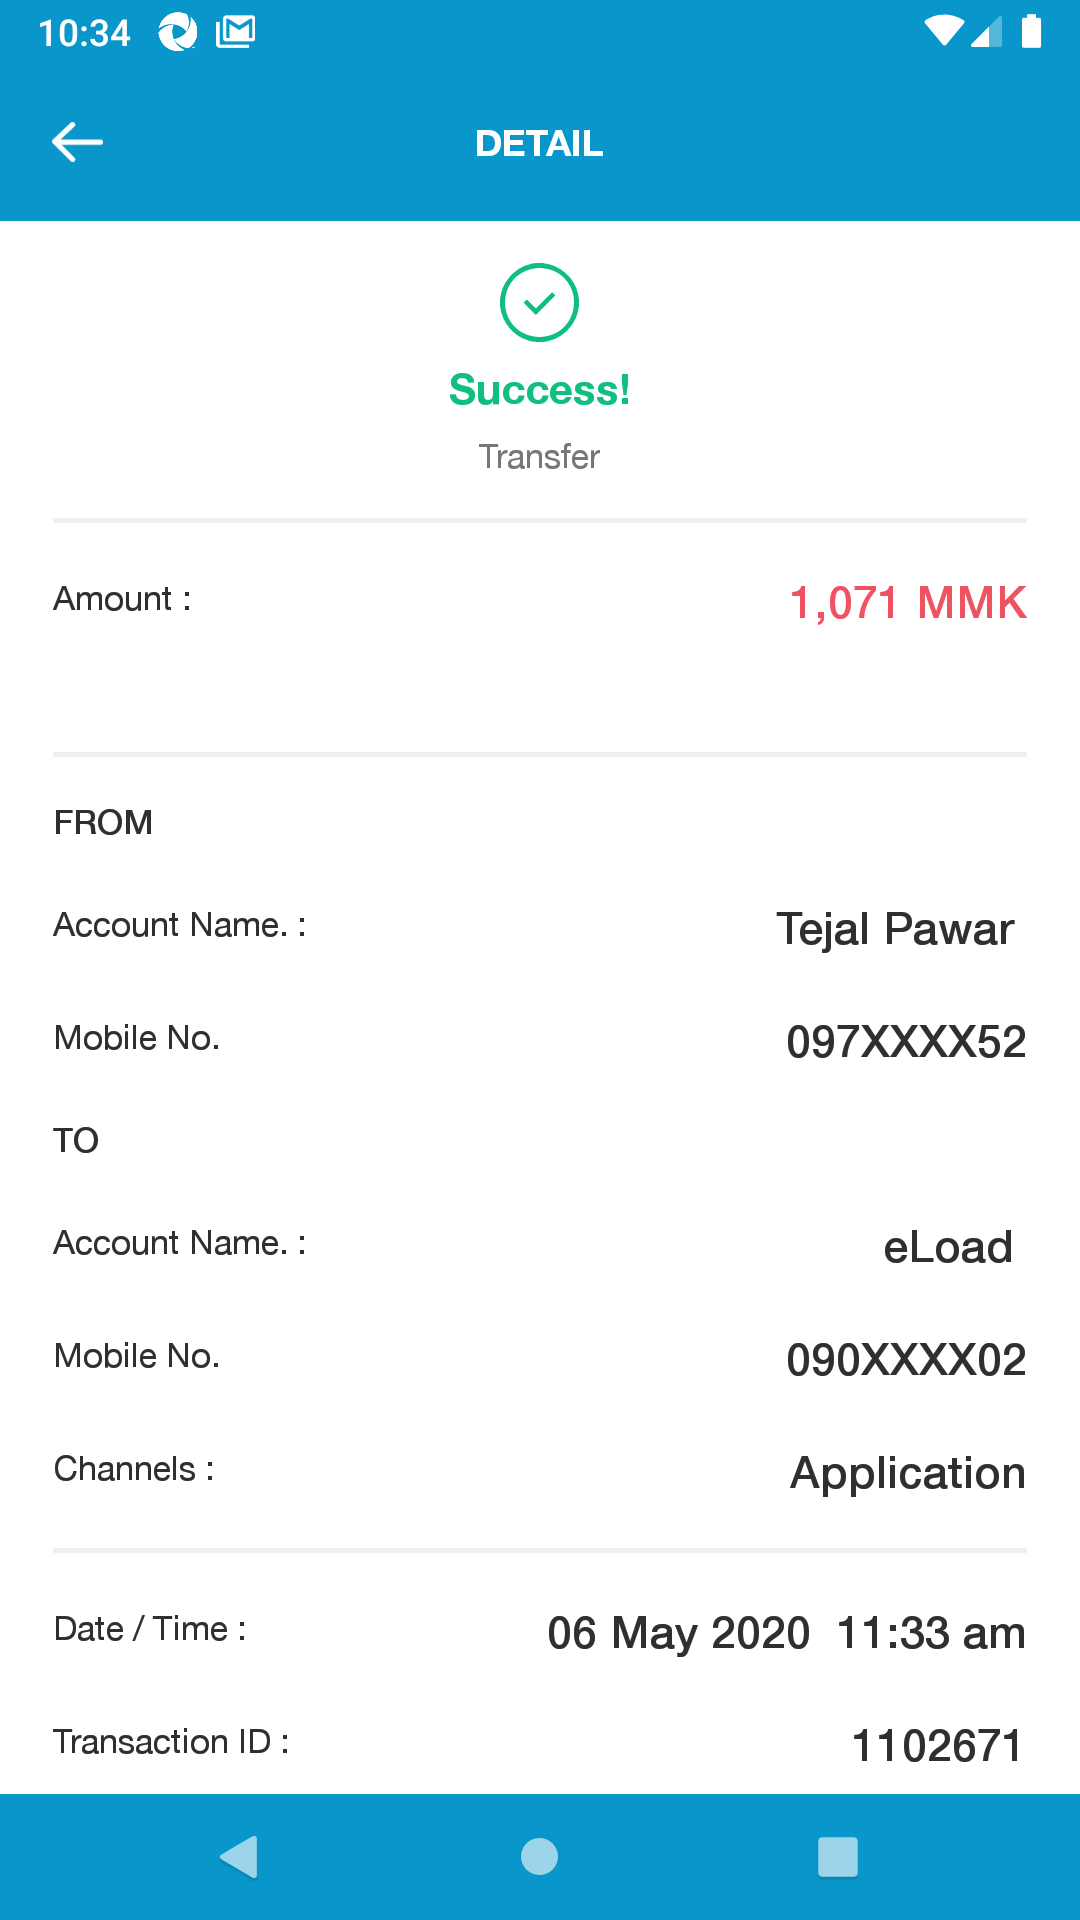 10:34
DETAIL
Success!
Transfer
Amount : 1,071 MMK
FROM
Account Name. : Tejal Pawar
Mobile No. 097XXXX52
TO
Account Name. : eLoad
Mobile No. 090XXXX02
Channels : Application
Date / Time : 06 May 2020 11:33 am
Transaction ID : 1102671